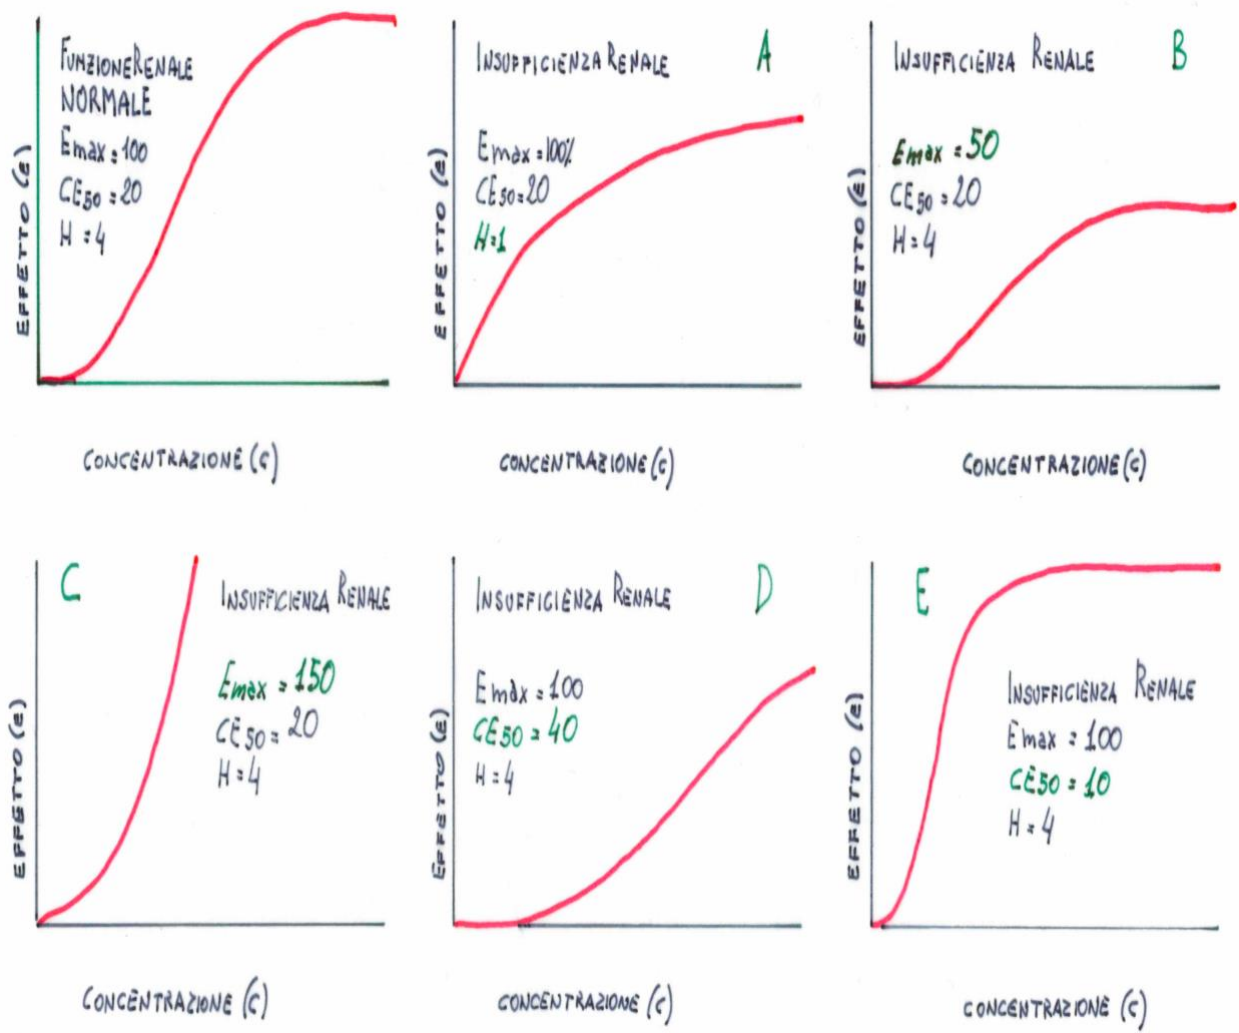 FUNZIONE RENALE
NORMALE
Emax = 100
CE50 = 20
H = 4
EFFETTO (E)
CONCENTRAZIONE (C)
INSUFFICIENZA RENALE
A
Emax = 100%
CE50 = 20
H = 1
EFFETTO (E)
CONCENTRAZIONE (C)
INSUFFICIENZA RENALE
B
Emax = 50
CE50 = 20
H = 4
EFFETTO (E)
CONCENTRAZIONE (C)
C
INSUFFICIENZA RENALE
Emax = 150
CE50 = 20
H = 4
EFFETTO (E)
CONCENTRAZIONE (C)
INSUFFICIENZA RENALE
D
Emax = 100
CE50 = 40
H = 4
EFFETTO (E)
CONCENTRAZIONE (C)
E
INSUFFICIENZA RENALE
Emax = 100
CE50 = 10
H = 4
EFFETTO (E)
CONCENTRAZIONE (C)